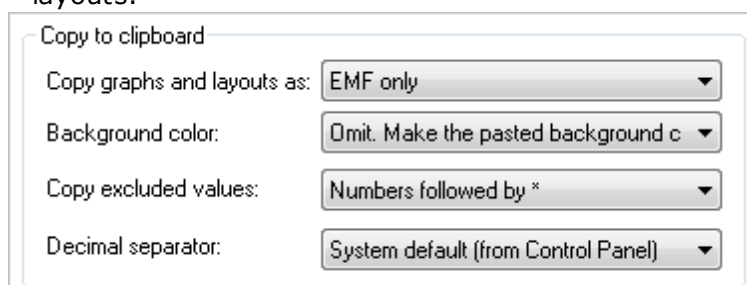 layouts.
Copy to clipboard
Copy graphs and layouts as: EMF only
Background color: Omit. Make the pasted background c
Copy excluded values: Numbers followed by *
Decimal separator: System default (from Control Panel)